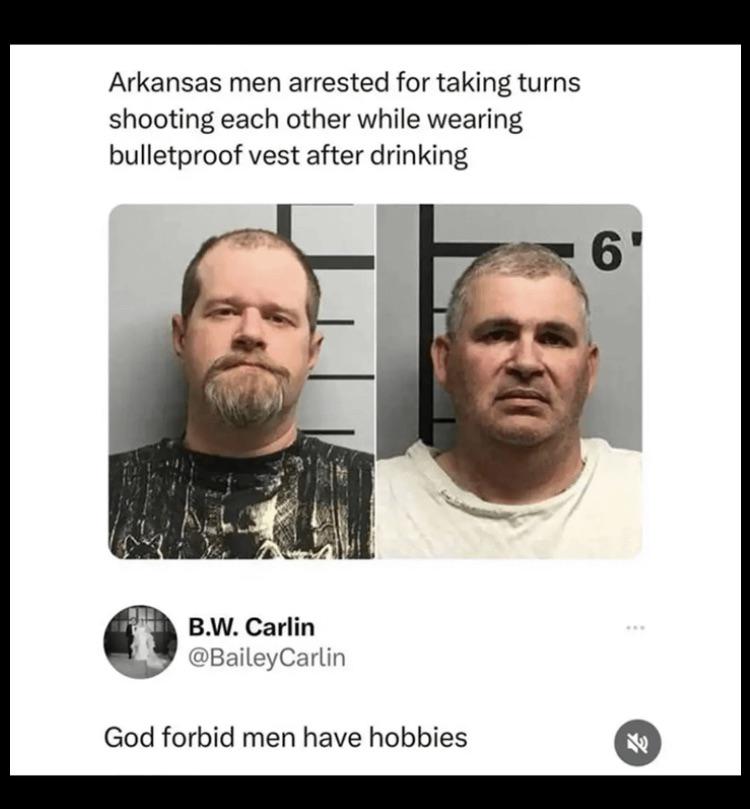 Arkansas men arrested for taking turns
shooting each other while wearing
bulletproof vest after drinking
6'
B.W. Carlin
@BaileyCarlin
God forbid men have hobbies